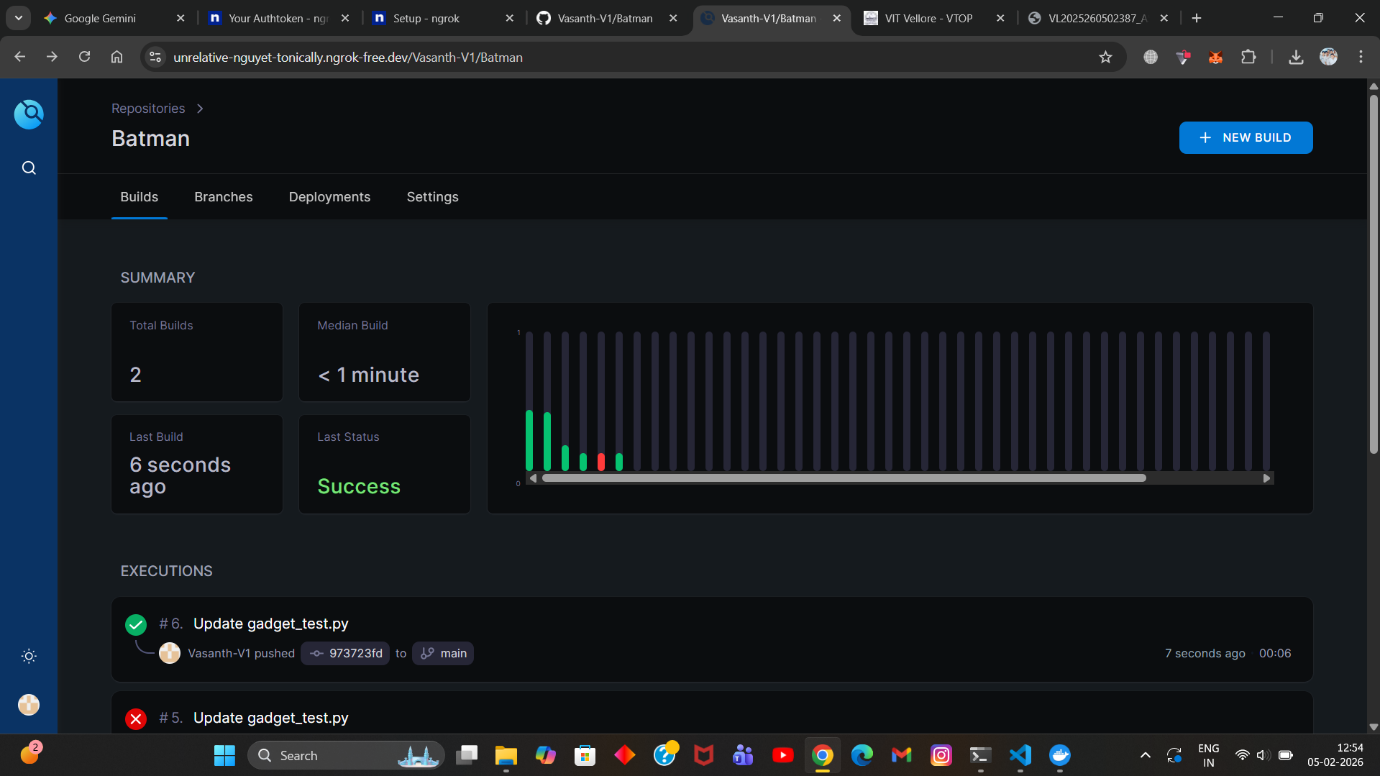 Google Gemini
Your Authtoken - ngr
Setup - ngrok
Vasanth-V1/Batman
Vasanth-V1/Batman
VIT Vellore - VTOP
VL2025260502387_A
unrelative-nguyet-tonically.ngrok-free.dev/Vasanth-V1/Batman
Repositories
Batman
NEW BUILD
Builds
Branches
Deployments
Settings
SUMMARY
Total Builds
2
Median Build
< 1 minute
Last Build
6 seconds
ago
Last Status
Success
1
0
EXECUTIONS
# 6. Update gadget_test.py
Vasanth-V1 pushed 973723fd to main
7 seconds ago 00:06
# 5. Update gadget_test.py
2
Search
ENG
IN
12:54
05-02-2026